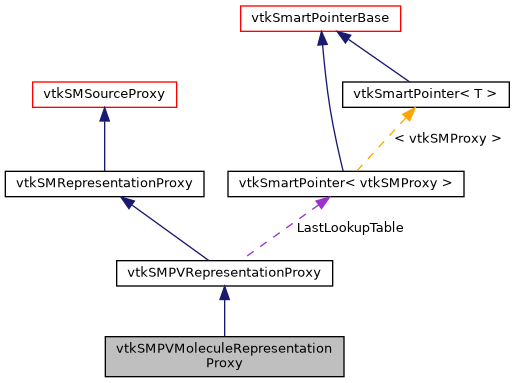 vtkSmartPointerBase
vtkSMSourceProxy
vtkSmartPointer< T >
< vtkSMProxy >
vtkSMRepresentationProxy
vtkSmartPointer< vtkSMProxy >
LastLookupTable
vtkSMPVRepresentationProxy
vtkSMPVMoleculeRepresentation
Proxy